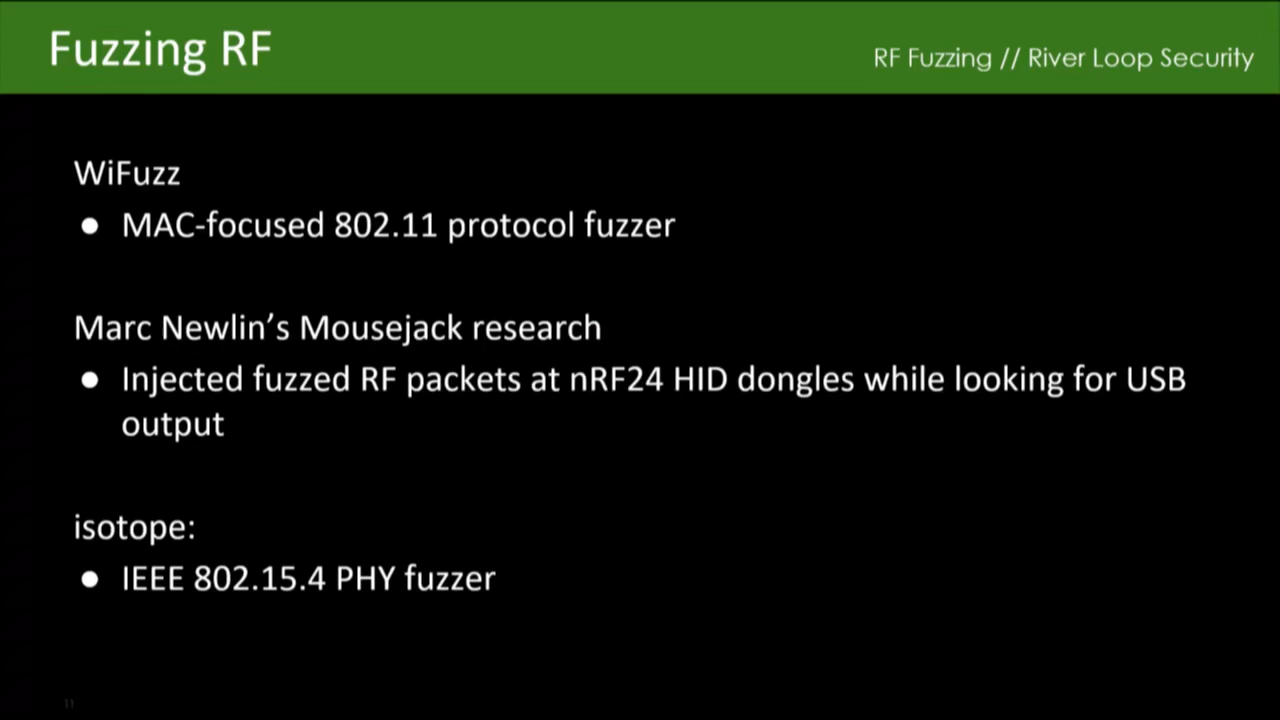 Fuzzing RF
RF Fuzzing // River Loop Security
WiFuzz
● MAC-focused 802.11 protocol fuzzer
Marc Newlin’s Mousejack research
● Injected fuzzed RF packets at nRF24 HID dongles while looking for USB
output
isotope:
● IEEE 802.15.4 PHY fuzzer
11